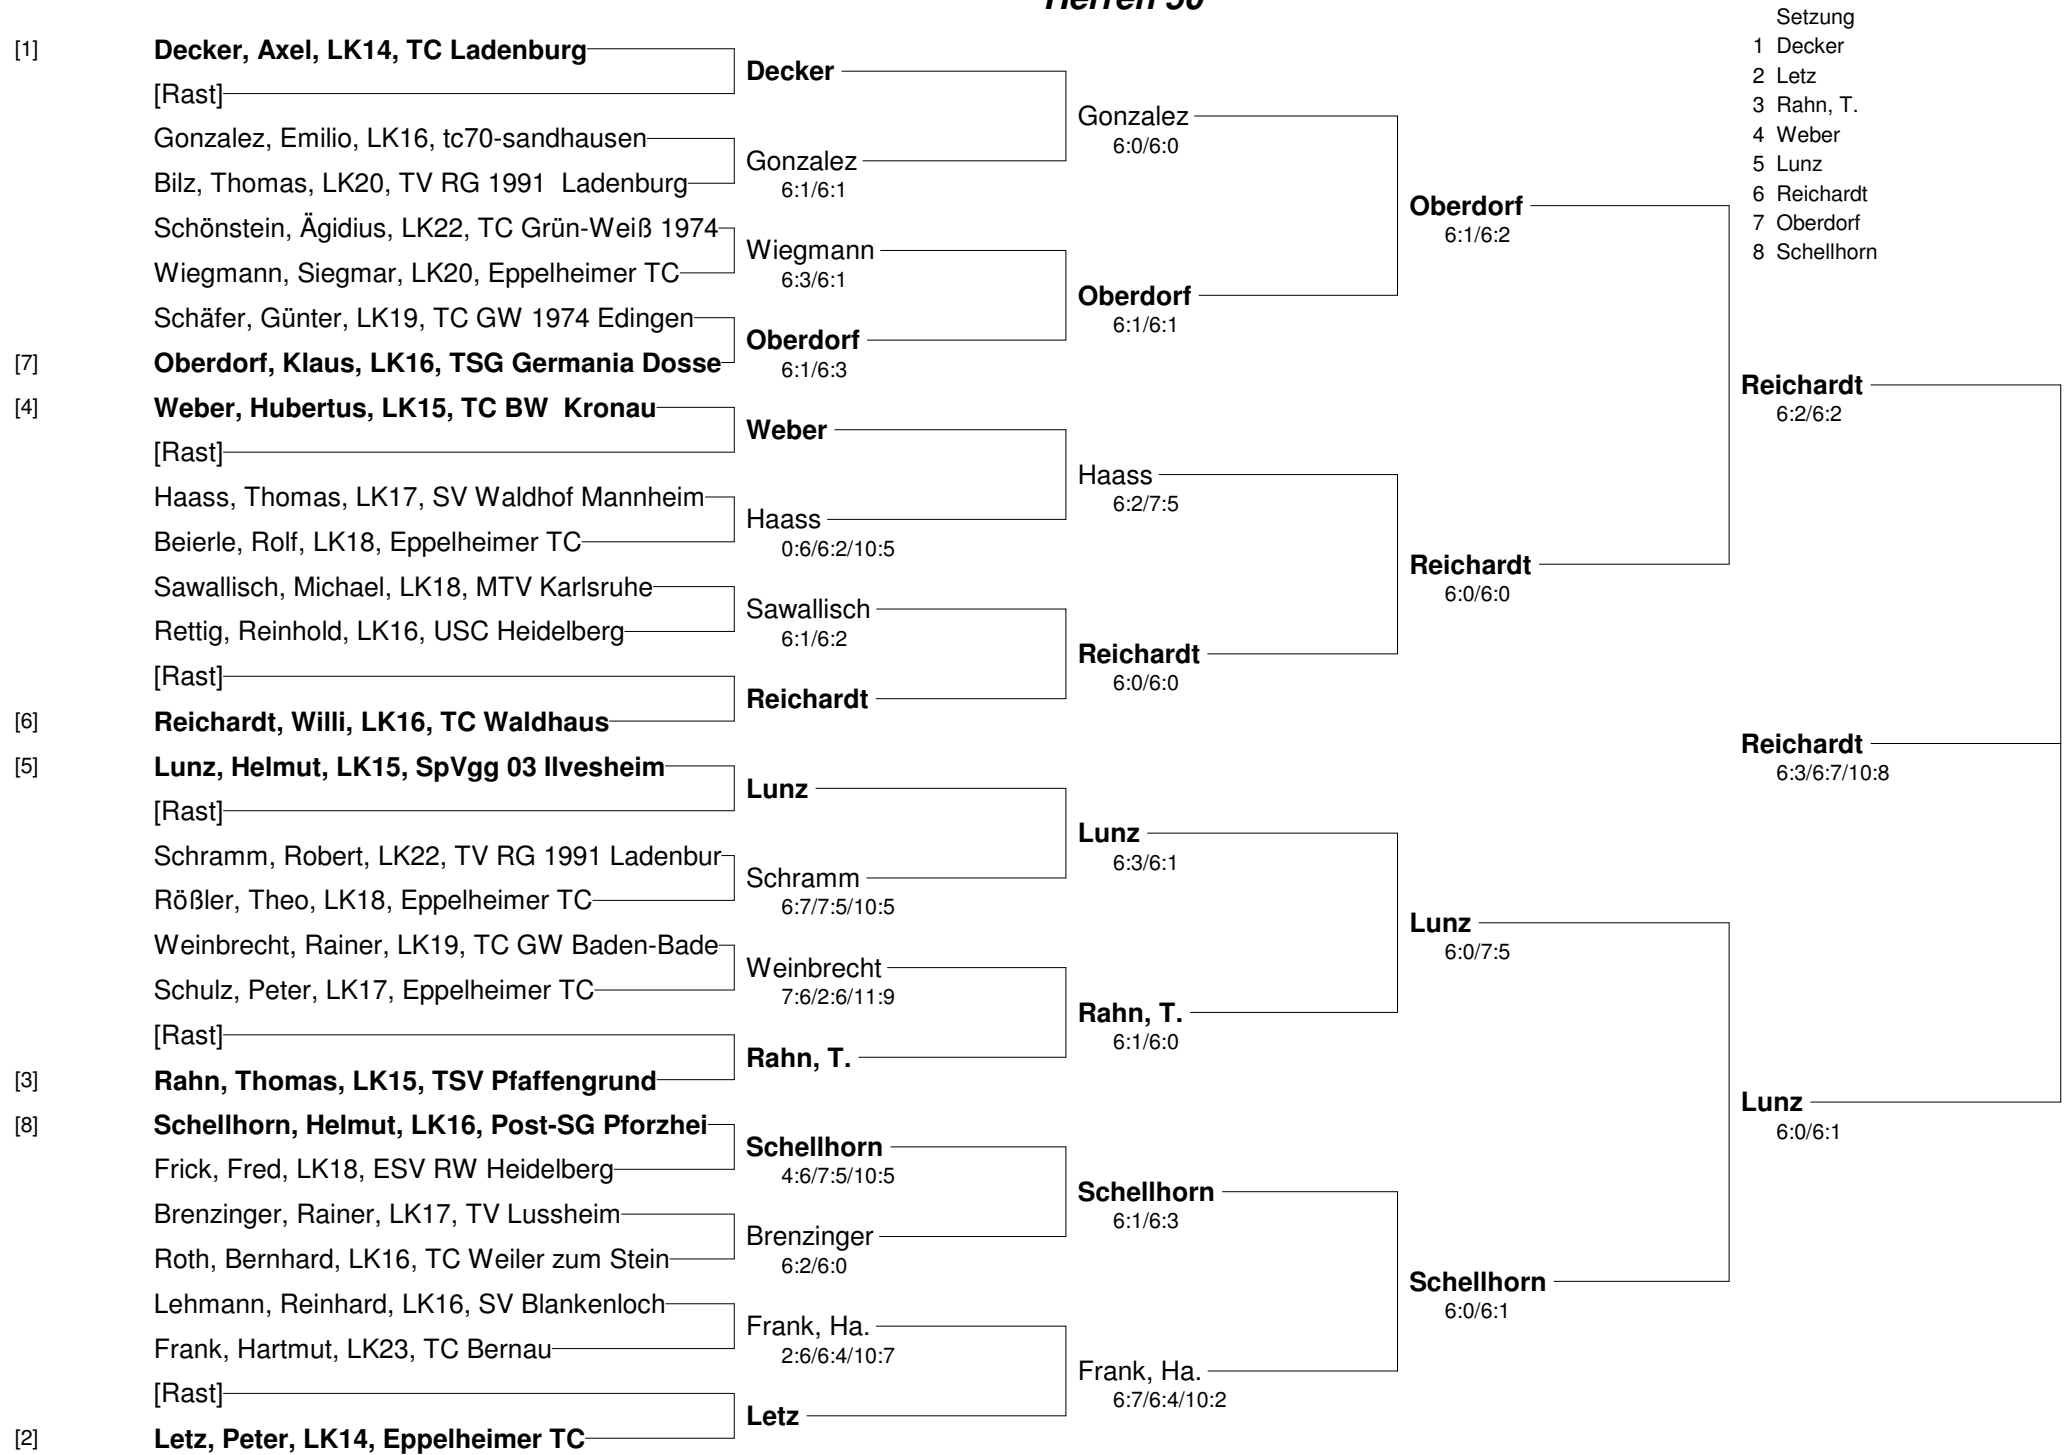 Herren 50
Setzung
1 Decker
2 Letz
3 Rahn, T.
4 Weber
5 Lunz
6 Reichardt
7 Oberdorf
8 Schellhorn
[1] Decker, Axel, LK14, TC Ladenburg
[Rast]
Gonzalez, Emilio, LK16, tc70-sandhausen
Bilz, Thomas, LK20, TV RG 1991  Ladenburg
Schönstein, Ägidius, LK22, TC Grün-Weiß 1974
Wiegmann, Siegmar, LK20, Eppelheimer TC
Schäfer, Günter, LK19, TC GW 1974 Edingen
[7] Oberdorf, Klaus, LK16, TSG Germania Dosse
[4] Weber, Hubertus, LK15, TC BW  Kronau
[Rast]
Haass, Thomas, LK17, SV Waldhof Mannheim
Beierle, Rolf, LK18, Eppelheimer TC
Sawallisch, Michael, LK18, MTV Karlsruhe
Rettig, Reinhold, LK16, USC Heidelberg
[Rast]
[6] Reichardt, Willi, LK16, TC Waldhaus
[5] Lunz, Helmut, LK15, SpVgg 03 Ilvesheim
[Rast]
Schramm, Robert, LK22, TV RG 1991 Ladenbur
Rößler, Theo, LK18, Eppelheimer TC
Weinbrecht, Rainer, LK19, TC GW Baden-Bade
Schulz, Peter, LK17, Eppelheimer TC
[Rast]
[3] Rahn, Thomas, LK15, TSV Pfaffengrund
[8] Schellhorn, Helmut, LK16, Post-SG Pforzhei
Frick, Fred, LK18, ESV RW Heidelberg
Brenzinger, Rainer, LK17, TV Lussheim
Roth, Bernhard, LK16, TC Weiler zum Stein
Lehmann, Reinhard, LK16, SV Blankenloch
Frank, Hartmut, LK23, TC Bernau
[Rast]
[2] Letz, Peter, LK14, Eppelheimer TC
Decker
Gonzalez
6:1/6:1
Wiegmann
6:3/6:1
Oberdorf
6:1/6:3
Weber
Haass
0:6/6:2/10:5
Sawallisch
6:1/6:2
Reichardt
Lunz
Schramm
6:7/7:5/10:5
Weinbrecht
7:6/2:6/11:9
Rahn, T.
Schellhorn
4:6/7:5/10:5
Brenzinger
6:2/6:0
Frank, Ha.
2:6/6:4/10:7
Letz
Gonzalez
6:0/6:0
Oberdorf
6:1/6:1
Haass
6:2/7:5
Reichardt
6:0/6:0
Lunz
6:3/6:1
Rahn, T.
6:1/6:0
Schellhorn
6:1/6:3
Frank, Ha.
6:7/6:4/10:2
Oberdorf
6:1/6:2
Reichardt
6:0/6:0
Lunz
6:0/7:5
Schellhorn
6:0/6:1
Reichardt
6:2/6:2
Reichardt
6:3/6:7/10:8
Lunz
6:0/6:1